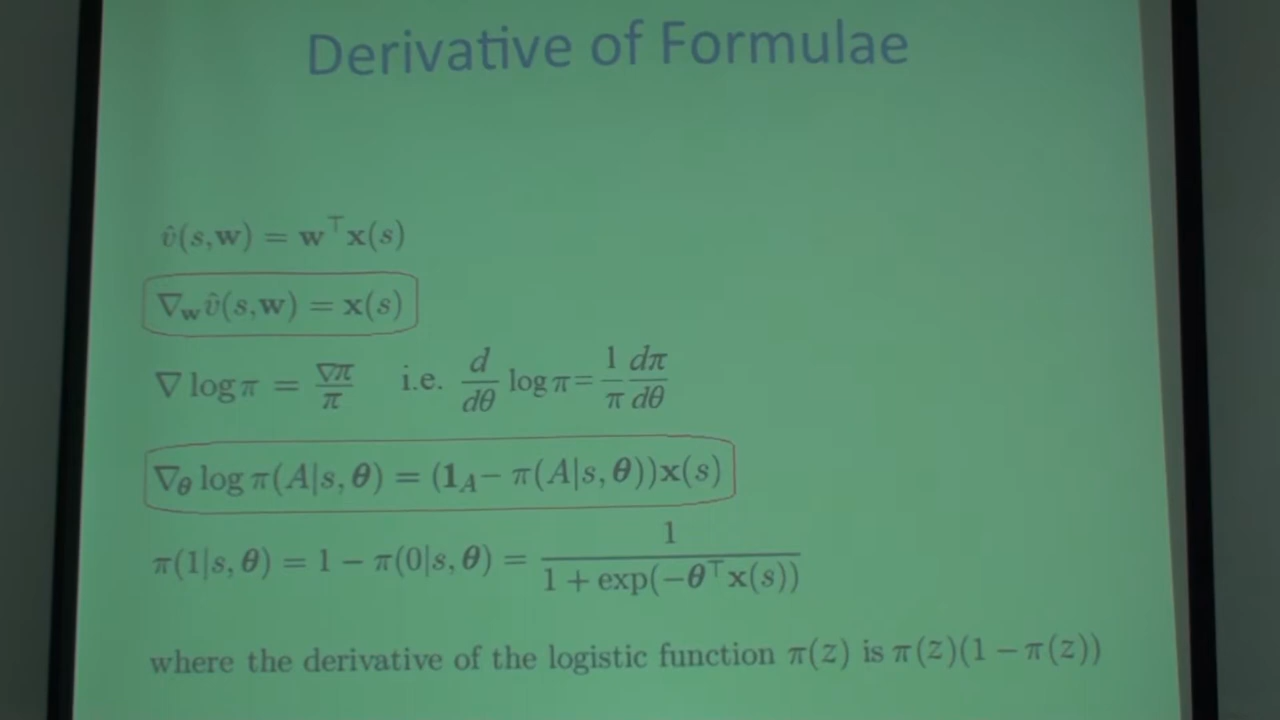 Derivative of Formulae
v̂(s,w) = w⊤x(s)
∇w v̂(s,w) = x(s)
∇ log π = ∇π/π i.e. d/dθ log π = 1/π dπ/dθ
∇θ log π(A|s, θ) = (1A − π(A|s, θ))x(s)
π(1|s, θ) = 1 − π(0|s, θ) = 1/(1 + exp(−θ⊤x(s)))
where the derivative of the logistic function π(z) is π(z)(1 − π(z))